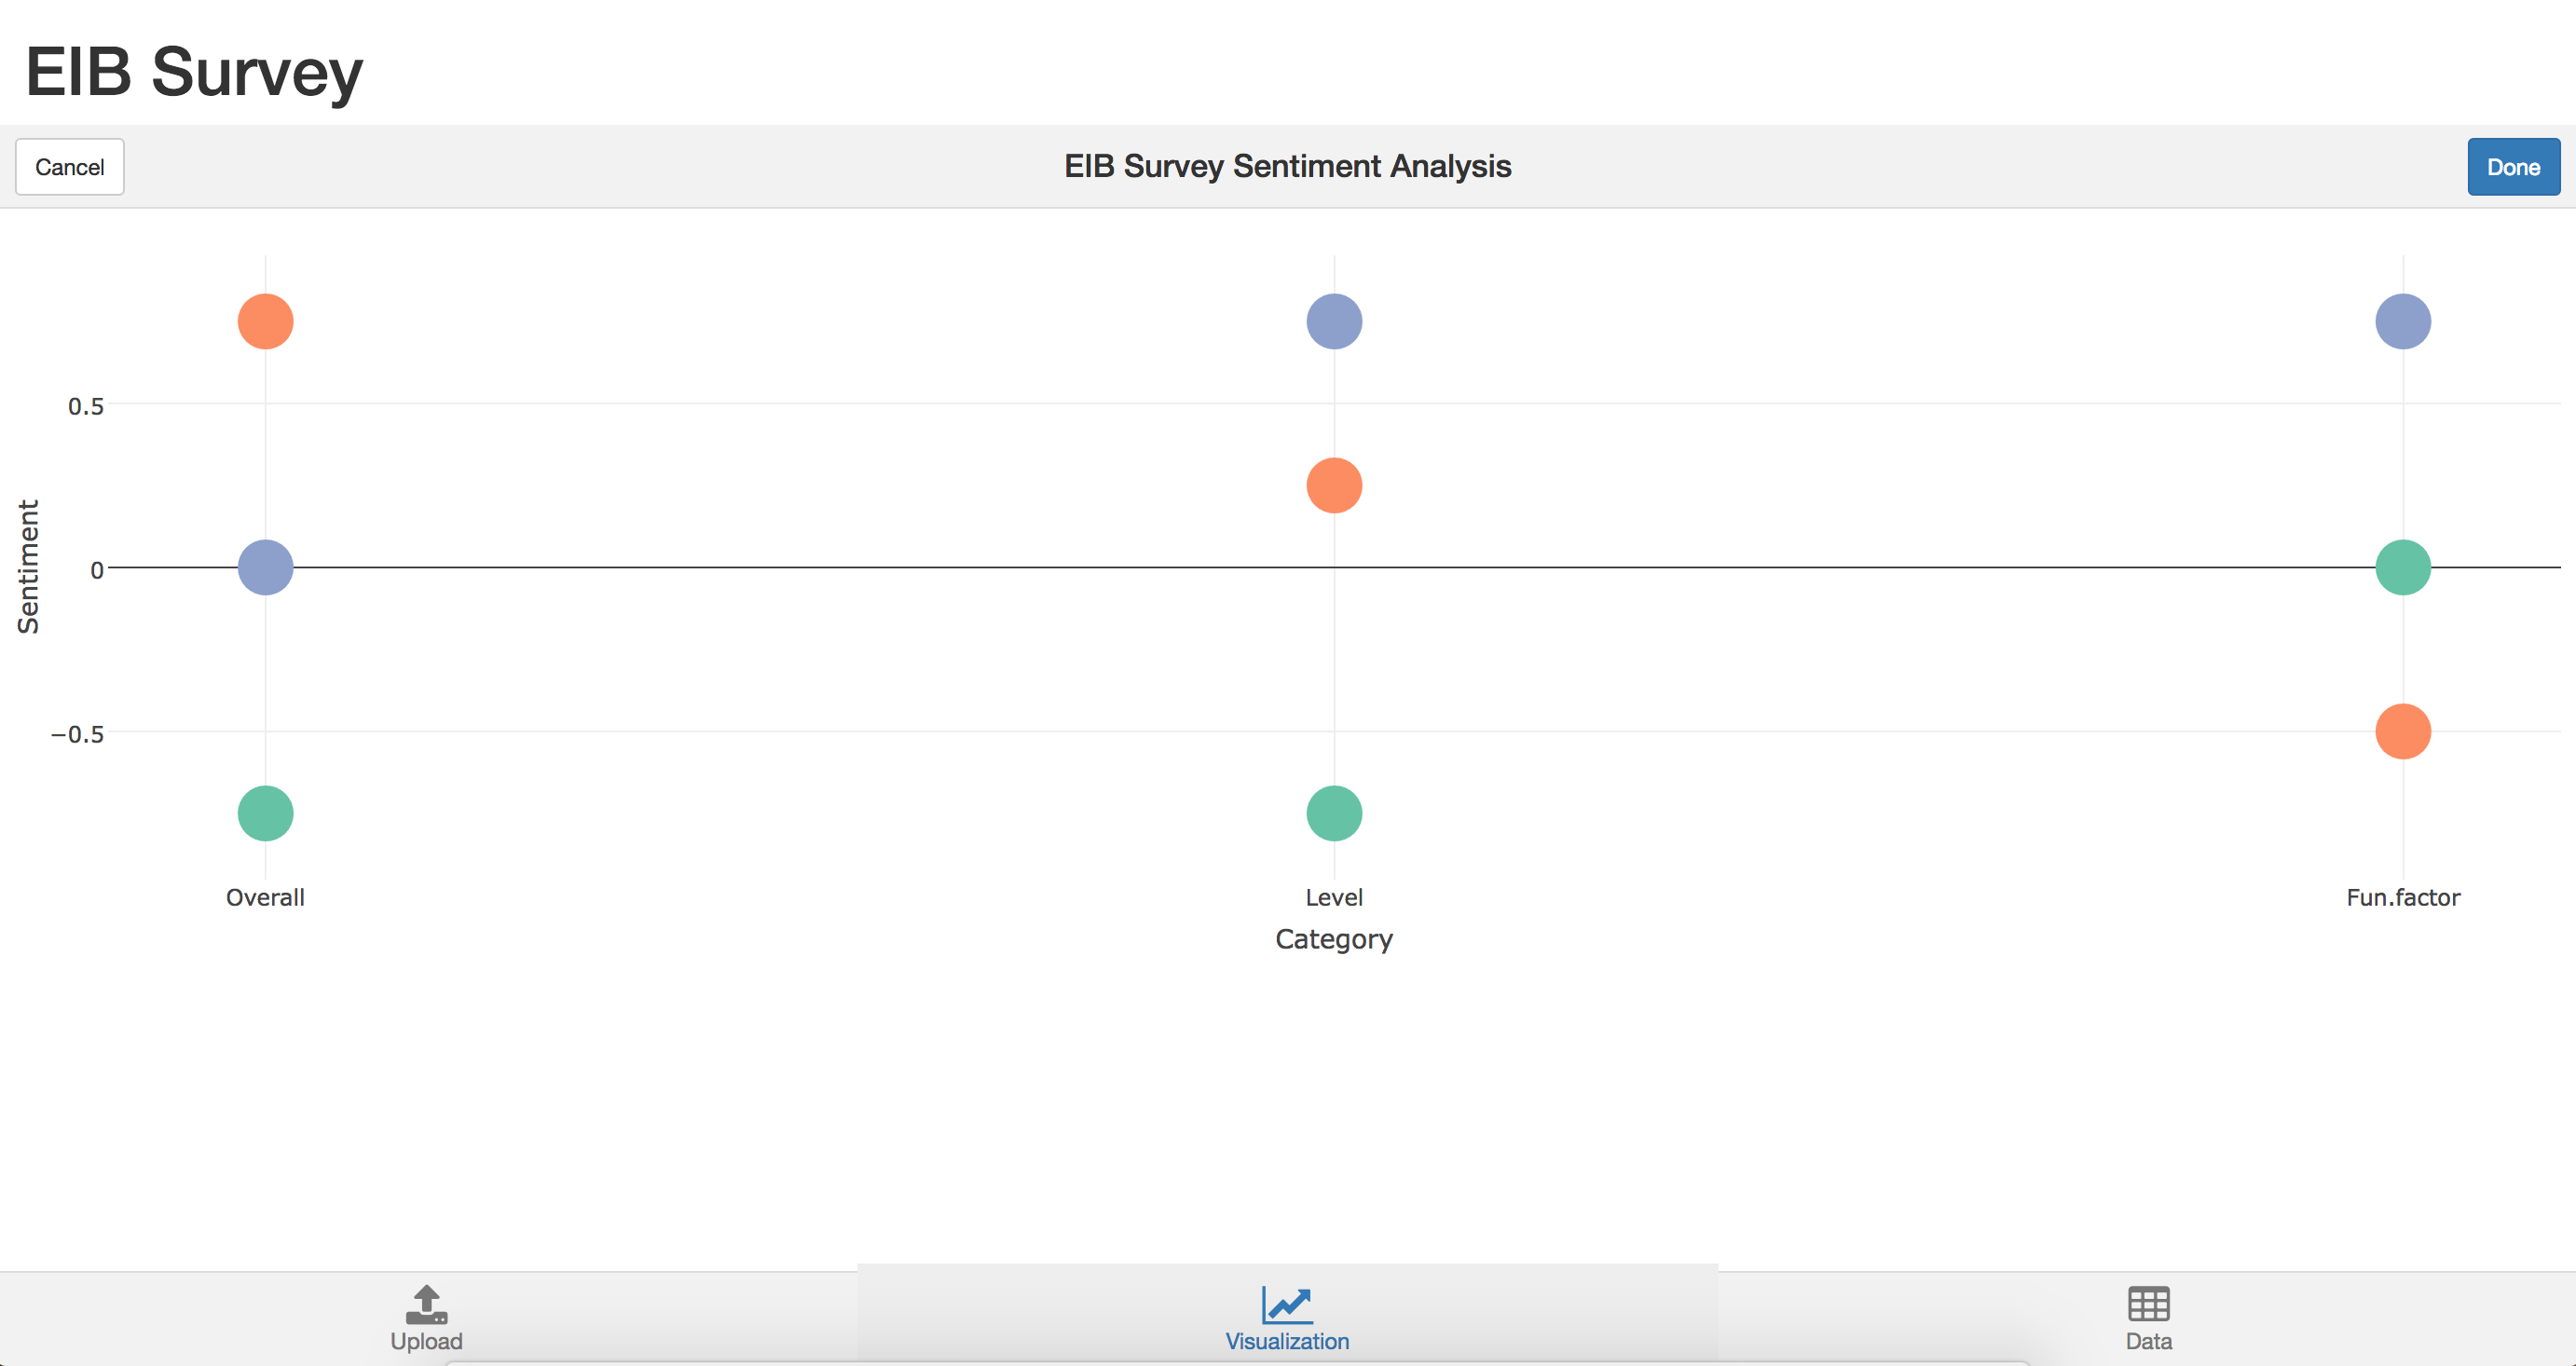 EIB Survey
Cancel
EIB Survey Sentiment Analysis
Done
0.5
0
−0.5
Sentiment
Overall
Level
Fun.factor
Category
Upload
Visualization
Data